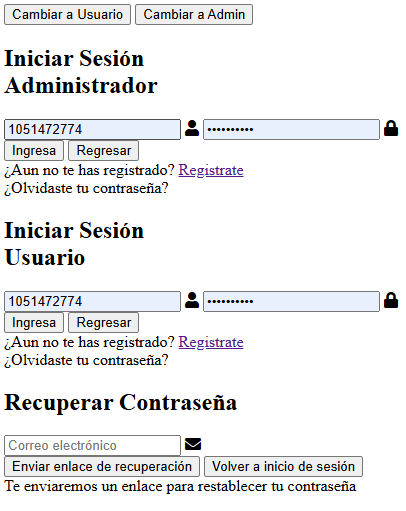 Cambiar a Usuario Cambiar a Admin
Iniciar Sesión
Administrador
1051472774 ••••••••••
Ingresa Regresar
¿Aun no te has registrado? Registrate
¿Olvidaste tu contraseña?
Iniciar Sesión
Usuario
1051472774 ••••••••••
Ingresa Regresar
¿Aun no te has registrado? Registrate
¿Olvidaste tu contraseña?
Recuperar Contraseña
Correo electrónico
Enviar enlace de recuperación Volver a inicio de sesión
Te enviaremos un enlace para restablecer tu contraseña